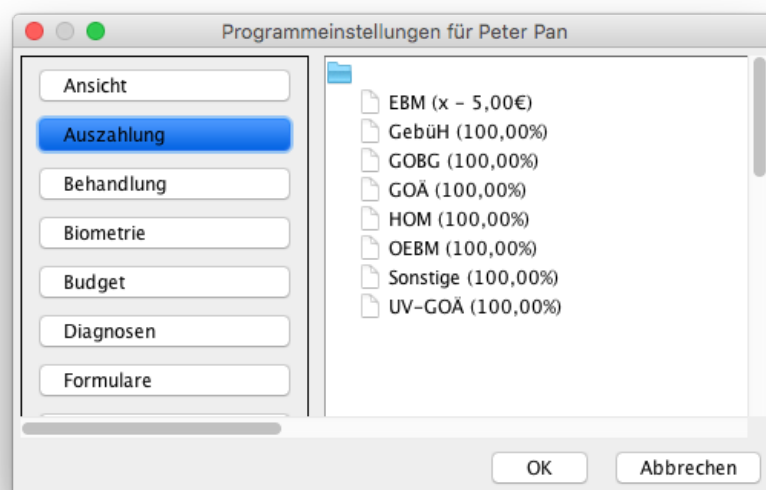 Programmeinstellungen für Peter Pan
Ansicht
Auszahlung
Behandlung
Biometrie
Budget
Diagnosen
Formulare
EBM (x – 5,00€)
GebüH (100,00%)
GOBG (100,00%)
GOÄ (100,00%)
HOM (100,00%)
OEBM (100,00%)
Sonstige (100,00%)
UV–GOÄ (100,00%)
OK
Abbrechen